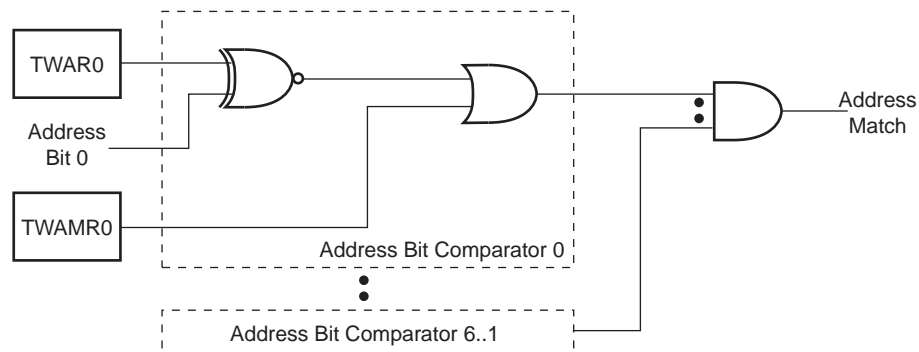 TWAR0
Address
Bit 0
TWAMR0
Address Bit Comparator 0
Address Bit Comparator 6..1
Address
Match